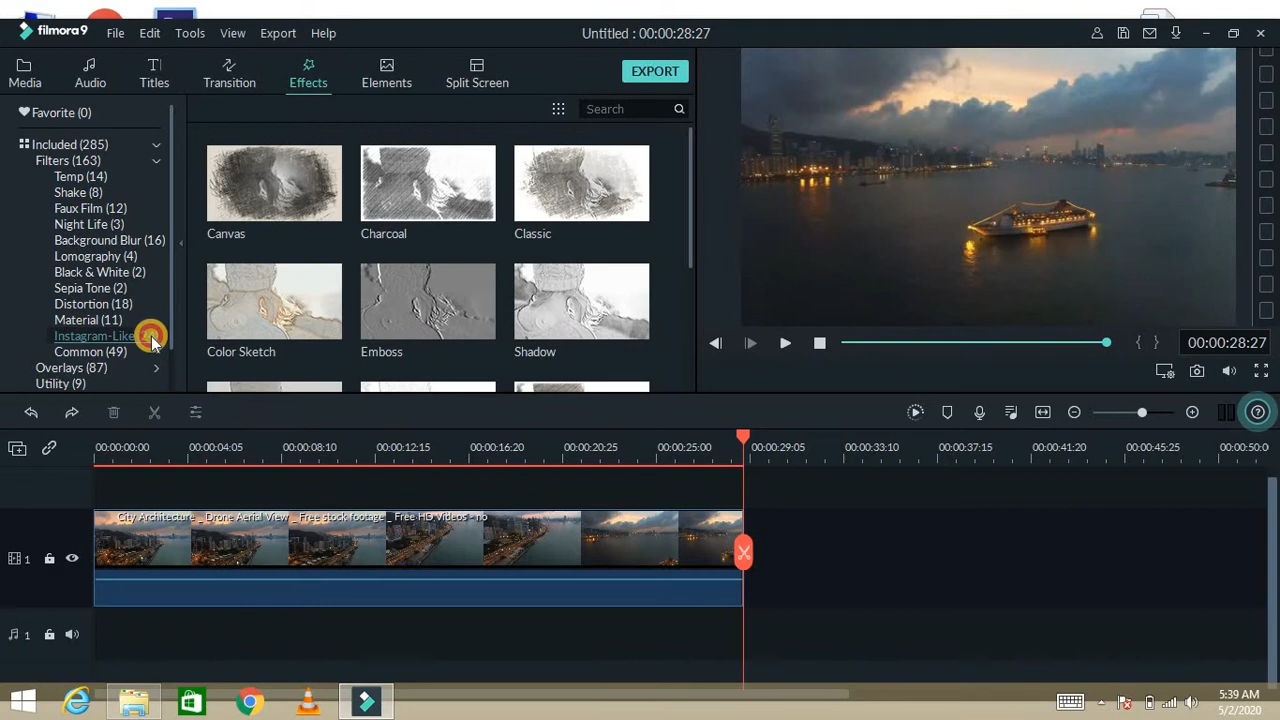 filmora9 File Edit Tools View Export Help Untitled : 00:00:28:27
Media Audio Titles Transition Effects Elements Split Screen EXPORT
Favorite (0)
Search
Included (285)
Filters (163)
Temp (14)
Shake (8)
Faux Film (12)
Night Life (3)
Background Blur (16)
Lomography (4)
Black & White (2)
Sepia Tone (2)
Distortion (18)
Material (11)
Instagram-Like
Common (49)
Overlays (87)
Utility (9)
Canvas Charcoal Classic
Color Sketch Emboss Shadow
00:00:28:27
00:00:00:00 00:00:04:05 00:00:08:10 00:00:12:15 00:00:16:20 00:00:20:25 00:00:25:00 00:00:29:05 00:00:33:10 00:00:37:15 00:00:41:20 00:00:45:25 00:00:50:0
City Architecture _ Drone Aerial View _ Free stock footage _ Free HD Videos - no
1
1
5:39 AM
5/2/2020